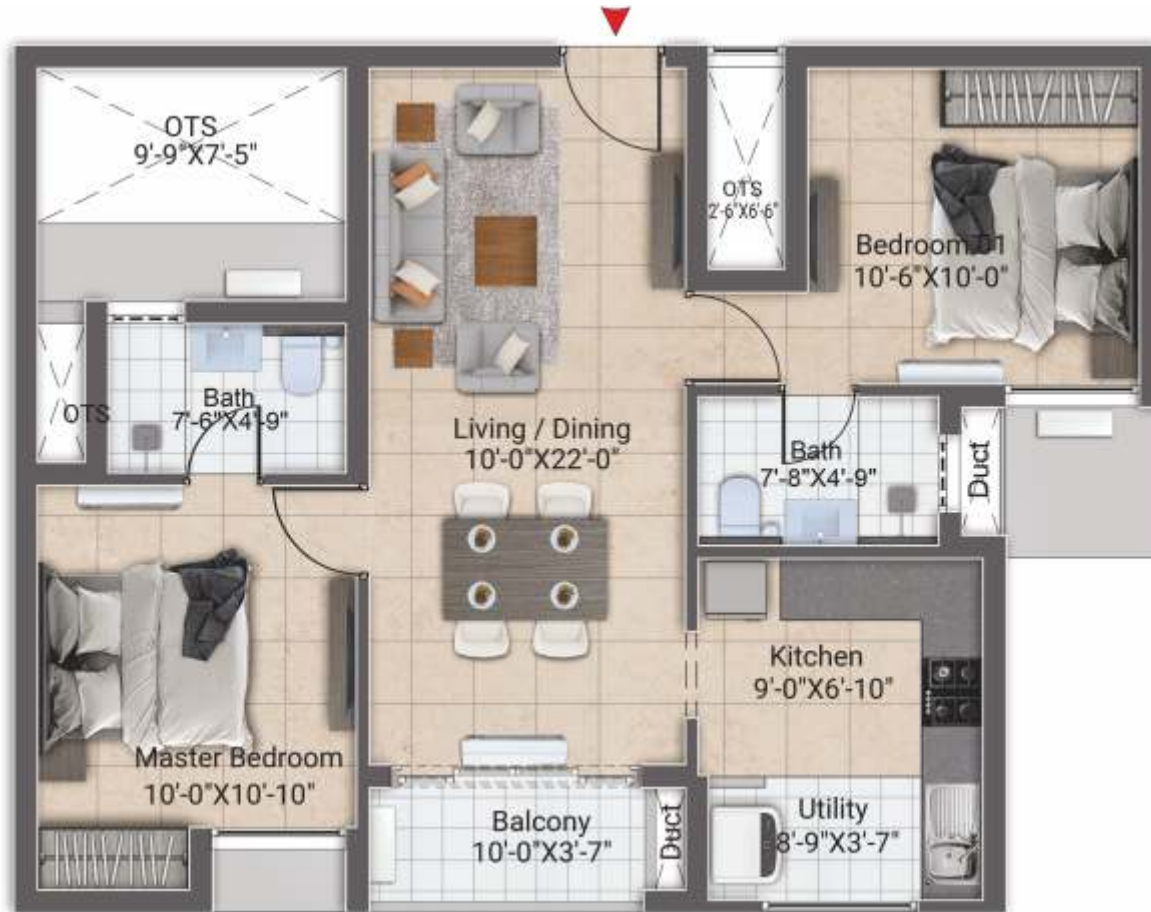 OTS
9'-9"X7'-5"
OTS
2'-6"X6'-6"
Bedroom 01
10'-6"X10'-0"
OTS
Bath
7'-6"X4'-9"
Living / Dining
10'-0"X22'-0"
Bath
7'-8"X4'-9"
Duct
Kitchen
9'-0"X6'-10"
Master Bedroom
10'-0"X10'-10"
Balcony
10'-0"X3'-7"
Duct
Utility
8'-9"X3'-7"